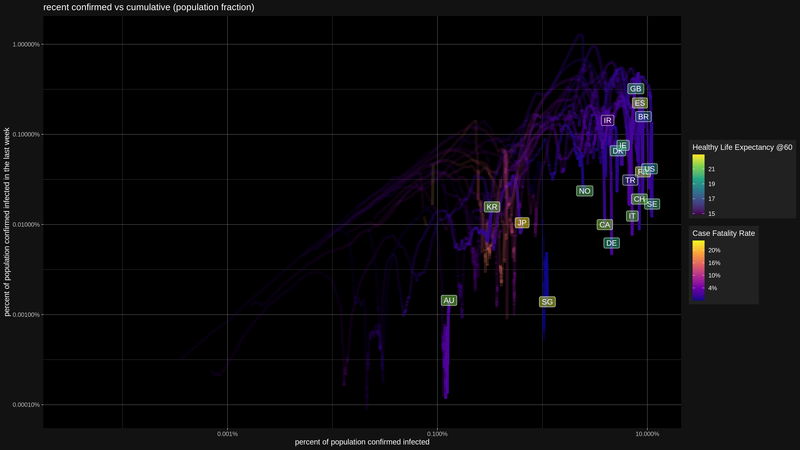 recent confirmed vs cumulative (population fraction)
percent of population confirmed infected in the last week
1.00000%
0.10000%
0.01000%
0.00100%
0.00010%
GB
ES
BR
IR
IE
DK
US
TR
NO
CH
SE
KR
IT
JP
CA
DE
AU
SG
0.001%
0.100%
10.000%
percent of population confirmed infected
Healthy Life Expectancy @60
21
19
17
15
Case Fatality Rate
20%
16%
10%
4%